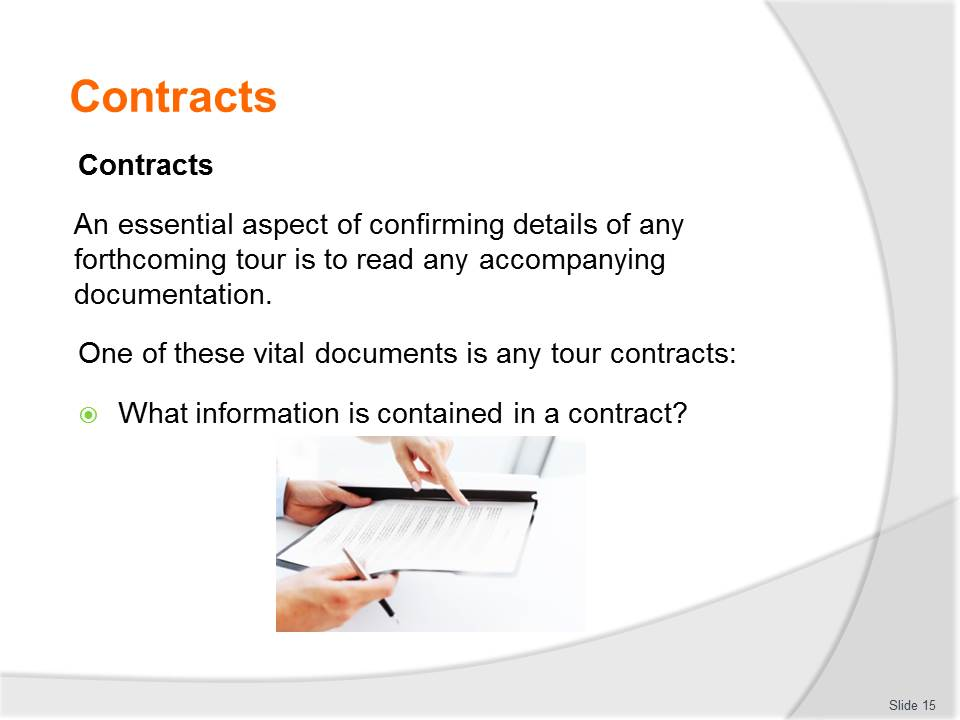 Contracts
Contracts
An essential aspect of confirming details of any
forthcoming tour is to read any accompanying
documentation.
One of these vital documents is any tour contracts:
What information is contained in a contract?
Slide 15